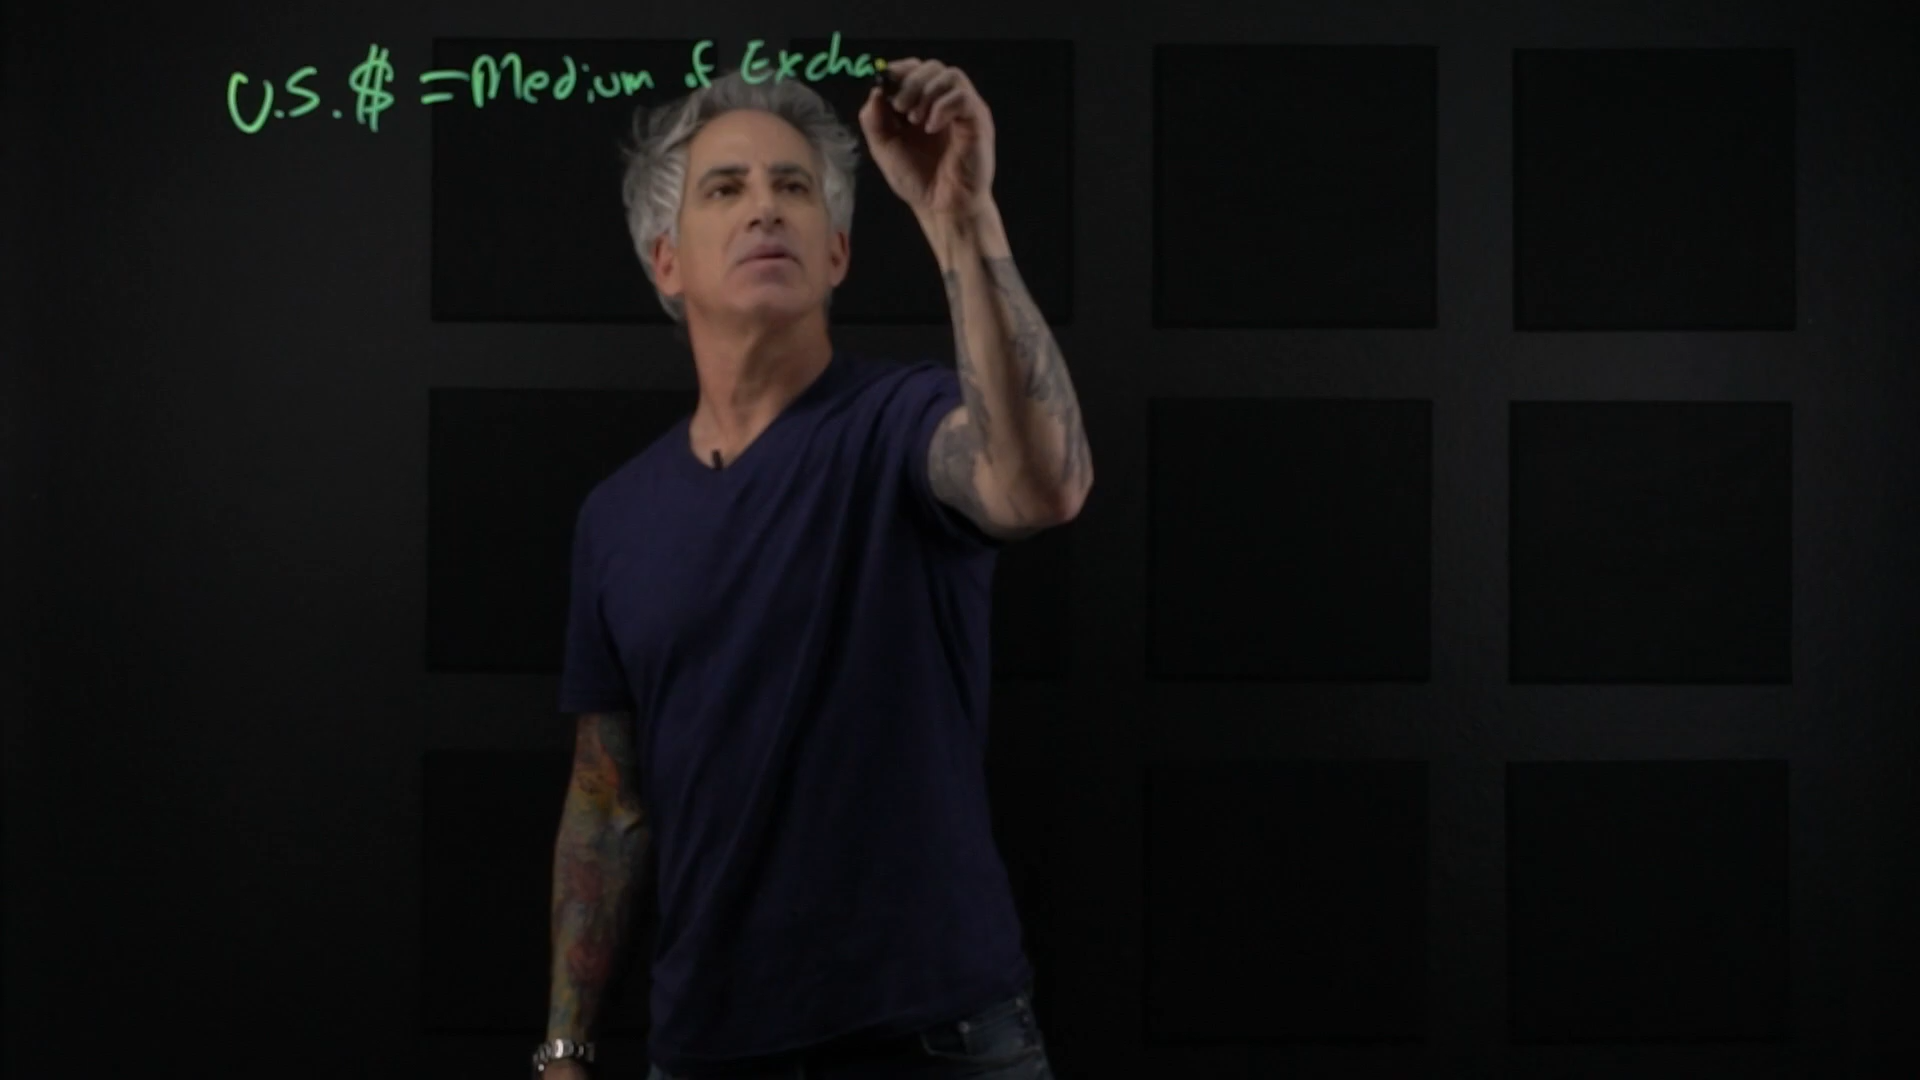 U.S. $ = Medium of Excha